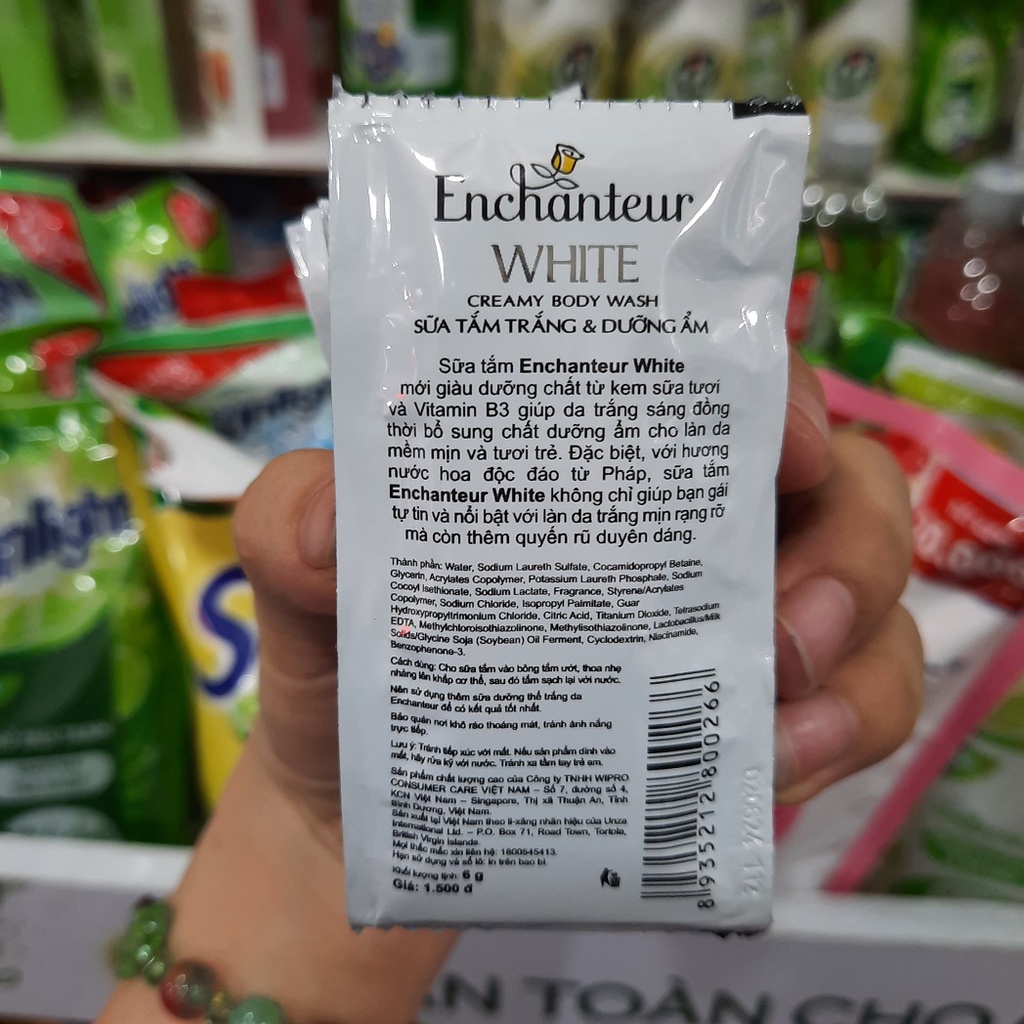 Enchanteur
WHITE
CREAMY BODY WASH
SỮA TẮM TRẮNG & DƯỠNG ẨM
Sữa tắm Enchanteur White
mới giàu dưỡng chất từ kem sữa tươi
và Vitamin B3 giúp da trắng sáng đồng
thời bổ sung chất dưỡng ẩm cho làn da
mềm mịn và tươi trẻ. Đặc biệt, với hương
nước hoa độc đáo từ Pháp, sữa tắm
Enchanteur White không chỉ giúp bạn gái
tự tin và nổi bật với làn da trắng mịn rạng rỡ
mà còn thêm quyến rũ duyên dáng.
Thành phần: Water, Sodium Laureth Sulfate, Cocamidopropyl Betaine,
Glycerin, Acrylates Copolymer, Potassium Laureth Phosphate, Sodium
Cocoyl Isethionate, Sodium Lactate, Fragrance, Styrene/Acrylates
Copolymer, Sodium Chloride, Isopropyl Palmitate, Guar
Hydroxypropyltrimonium Chloride, Citric Acid, Titanium Dioxide, Tetrasodium
EDTA, Methylchloroisothiazolinone, Methylisothiazolinone, Lactobacillus/Milk
Solids/Glycine Soja (Soybean) Oil Ferment, Cyclodextrin, Niacinamide,
Benzophenone-3.
Cách dùng: Cho sữa tắm vào bông tắm ướt, thoa nhẹ
nhàng lên khắp cơ thể, sau đó tắm sạch lại với nước.
Nên sử dụng thêm sữa dưỡng thể trắng da
Enchanteur để có kết quả tốt nhất.
Bảo quản nơi khô ráo thoáng mát, tránh ánh nắng
trực tiếp.
Lưu ý: Tránh tiếp xúc với mắt. Nếu sản phẩm dính vào
mắt, hãy rửa kỹ với nước. Tránh xa tầm tay trẻ em.
Sản phẩm chất lượng cao của Công ty TNHH WIPRO
CONSUMER CARE VIỆT NAM – Số 7, đường số 4,
KCN Việt Nam – Singapore, Thị xã Thuận An, Tỉnh
Bình Dương, Việt Nam.
Sản xuất tại Việt Nam theo li-xăng nhãn hiệu của Unza
International Ltd. – P.O. Box 71, Road Town, Tortola,
British Virgin Islands.
Mọi thắc mắc xin liên hệ: 1800545413.
Hạn sử dụng và số lô: in trên bao bì.
Khối lượng tịnh: 6 g
Giá: 1.500 đ
8 935212 800266
TOÀN CHO